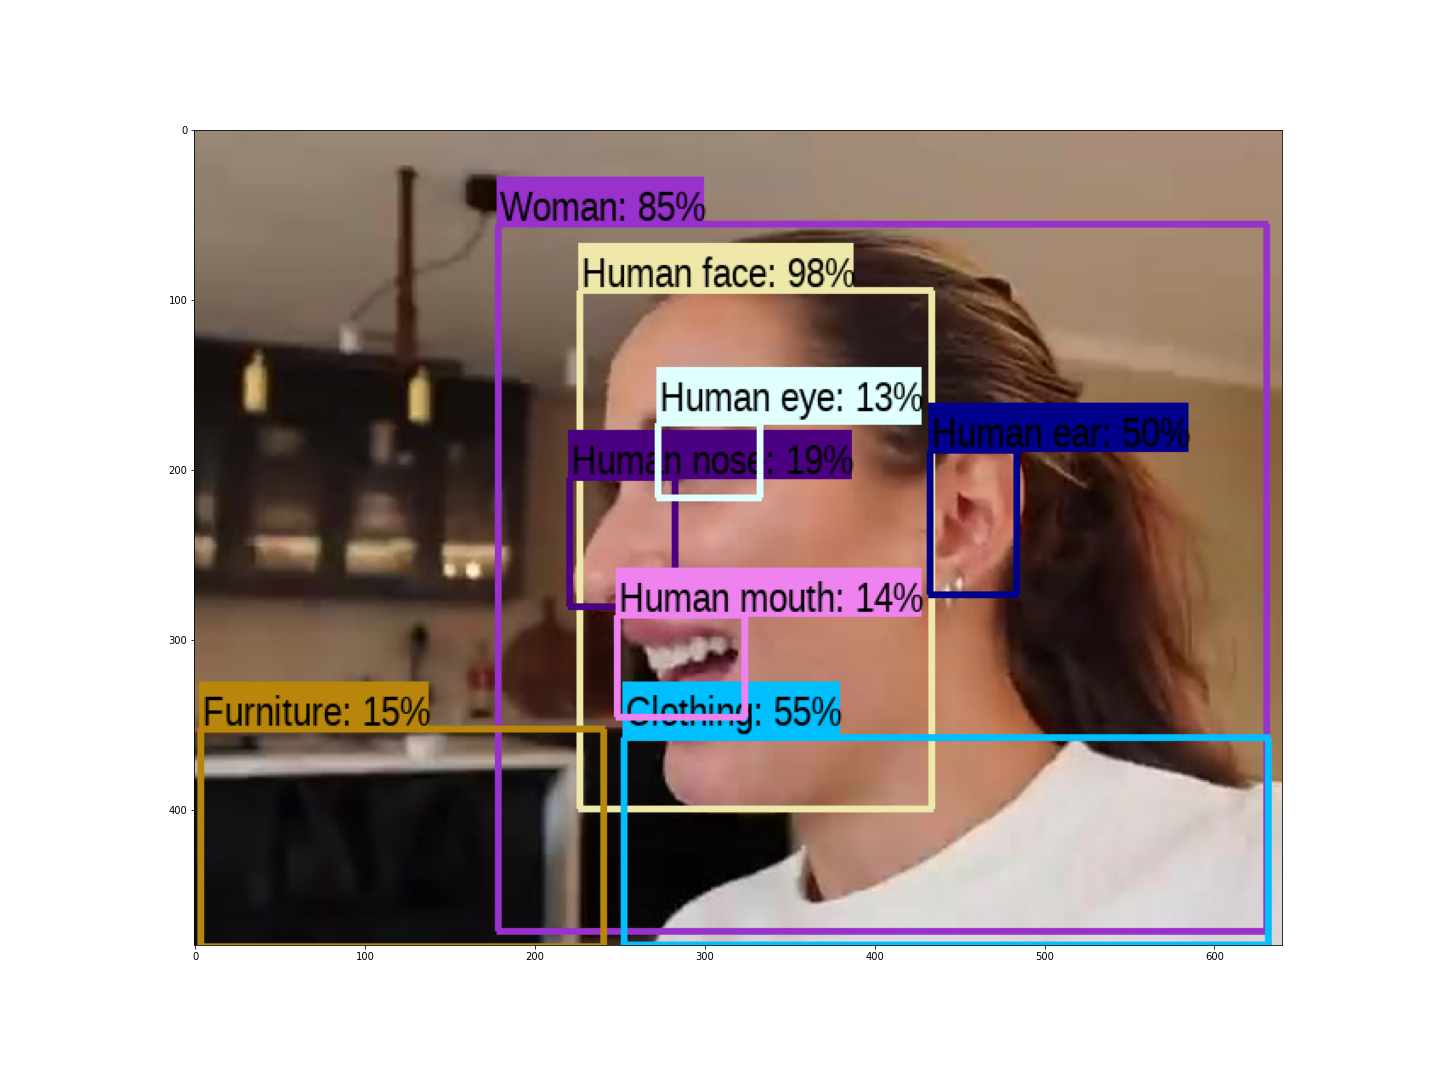 0
Woman: 85%
Human face: 98%
100
Human eye: 13%
Human ear: 50%
Human nose: 19%
200
Human mouth: 14%
300
Furniture: 15%
Clothing: 55%
400
0 100 200 300 400 500 600